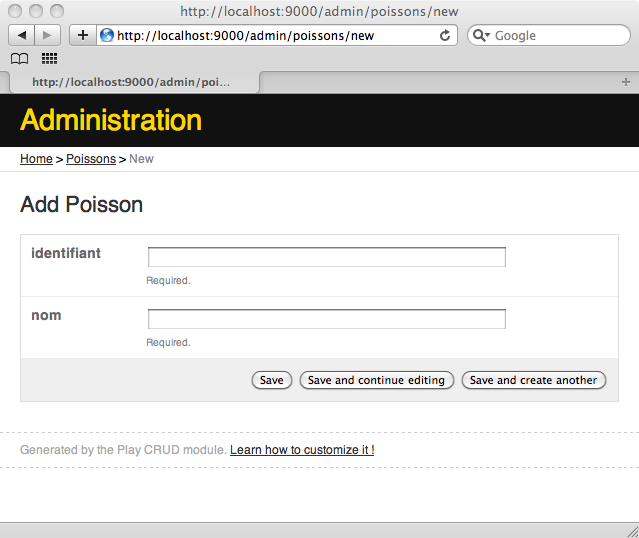 http://localhost:9000/admin/poissons/new
http://localhost:9000/admin/poissons/new
Google
http://localhost:9000/admin/poi...
Administration
Home > Poissons > New
Add Poisson
identifiant
Required.
nom
Required.
Save Save and continue editing Save and create another
Generated by the Play CRUD module. Learn how to customize it !